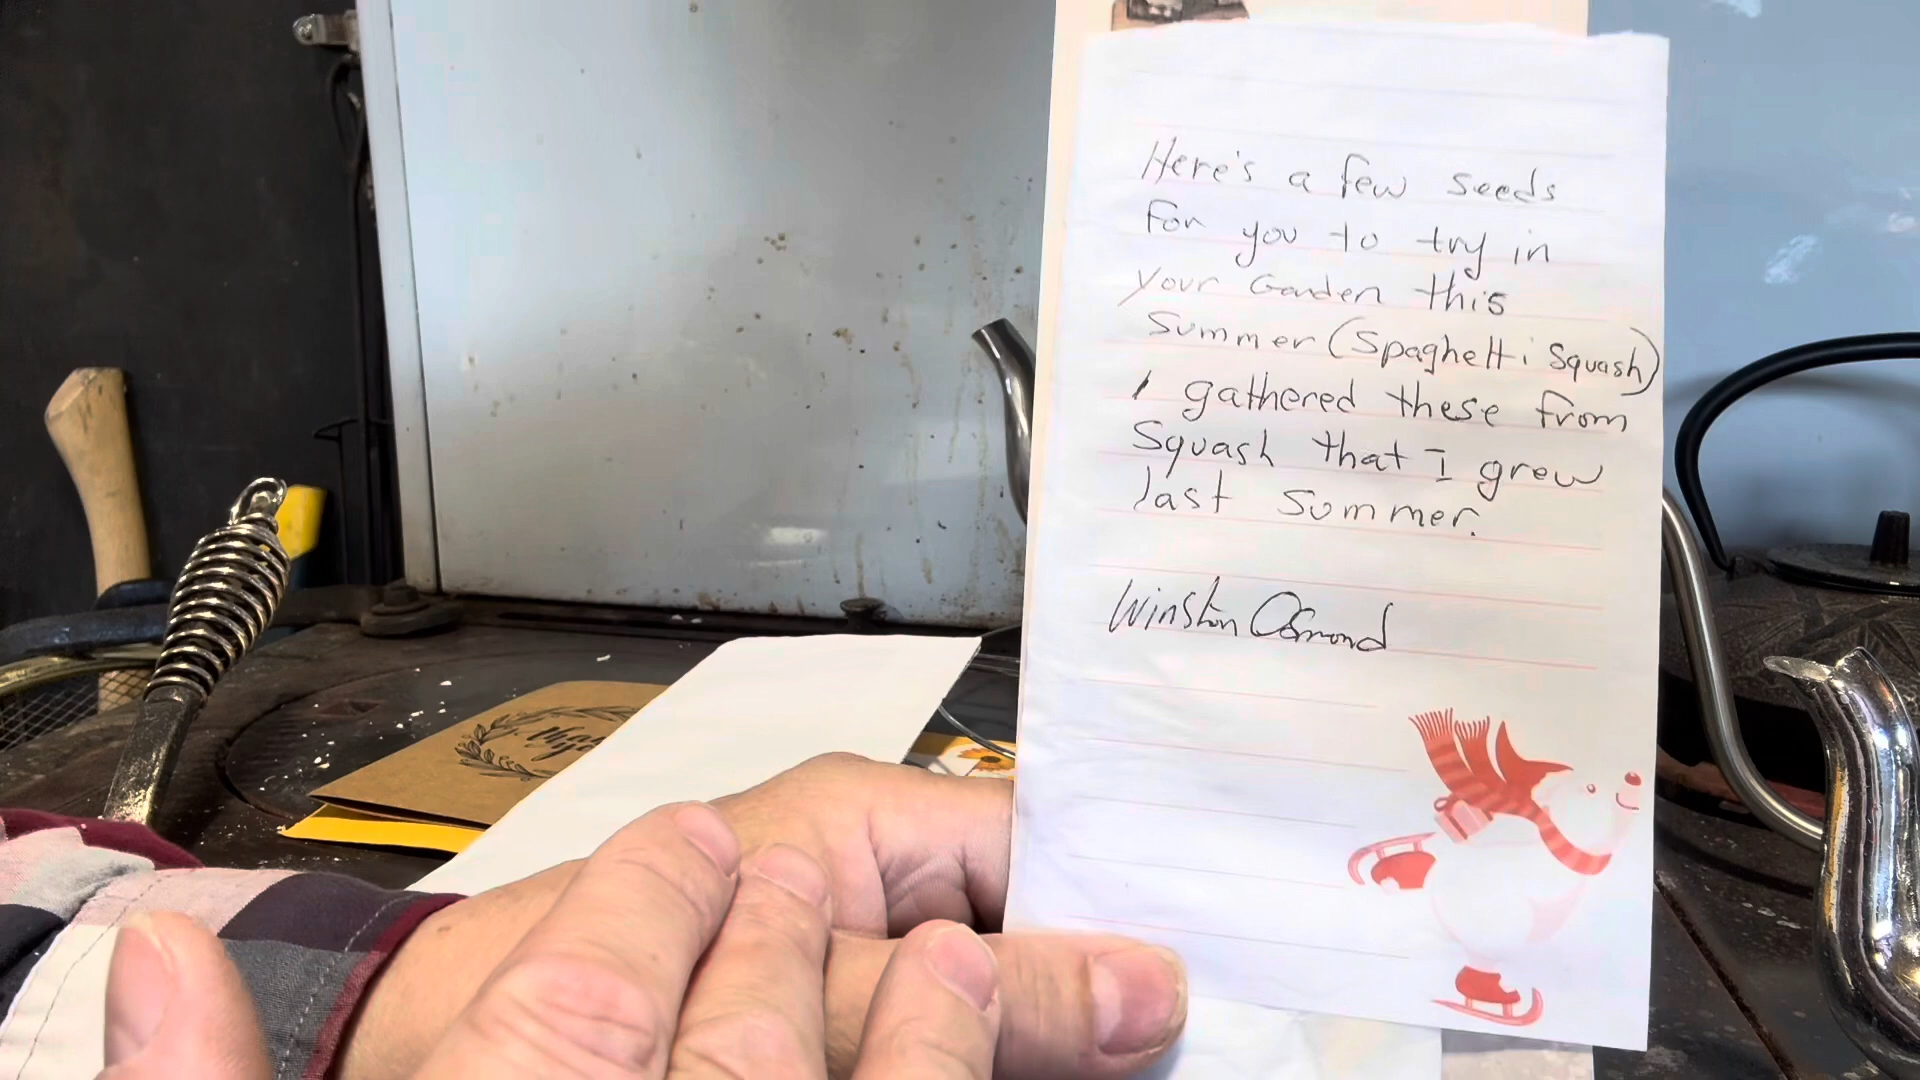 Here's a few seeds
For you to try in
your Garden this
Summer (Spaghetti Squash)
I gathered these from
Squash that I grew
last summer.
Winston Osmond
thank